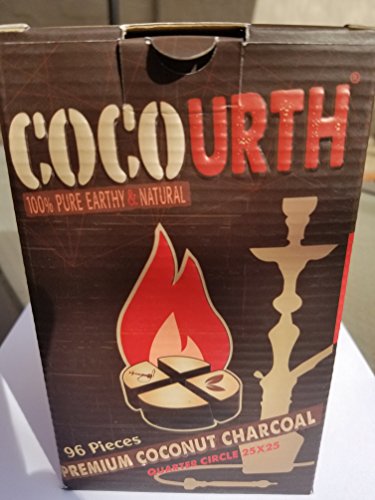 COCOURTH®
100% PURE EARTHY & NATURAL
96 Pieces
PREMIUM COCONUT CHARCOAL
QUARTER CIRCLE 25X25